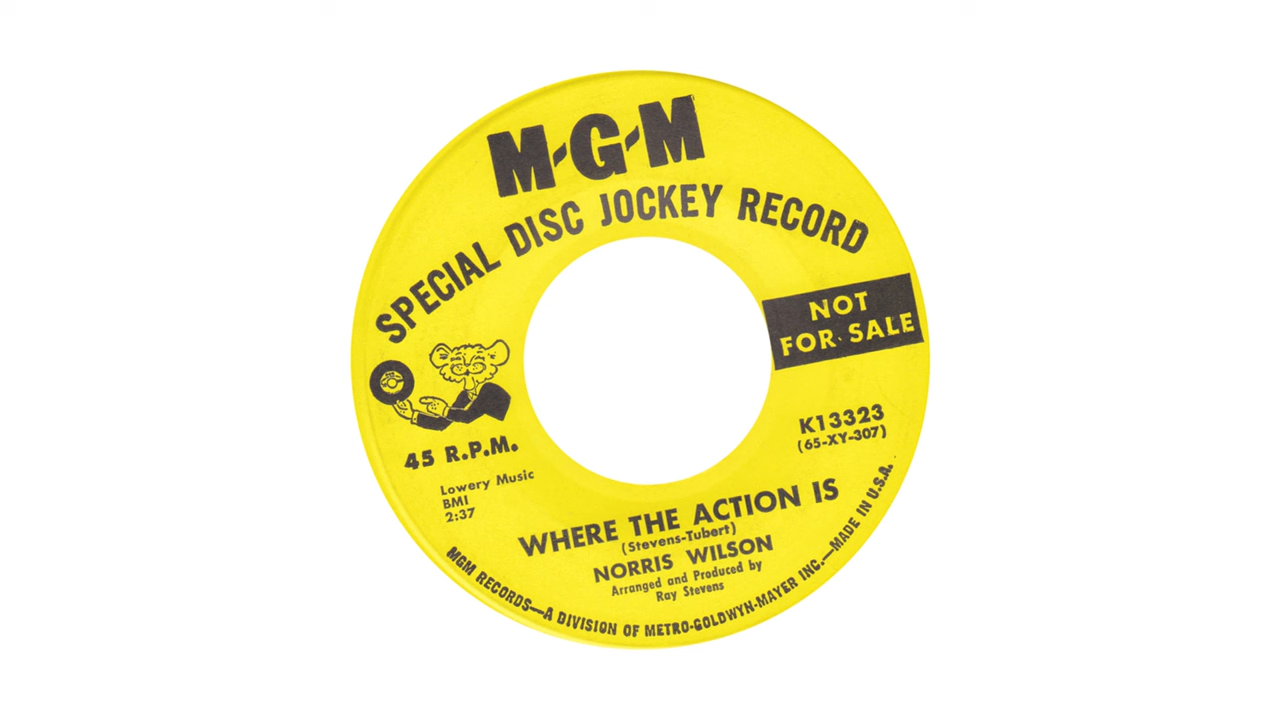 M-G-M
SPECIAL DISC JOCKEY RECORD
NOT
FOR SALE
45 R.P.M.
Lowery Music
BMI
2:37
K13323
(65-XY-307)
WHERE THE ACTION IS
(Stevens-Tubert)
NORRIS WILSON
Arranged and Produced by
Ray Stevens
MGM RECORDS—A DIVISION OF METRO-GOLDWYN-MAYER INC.—MADE IN U.S.A.